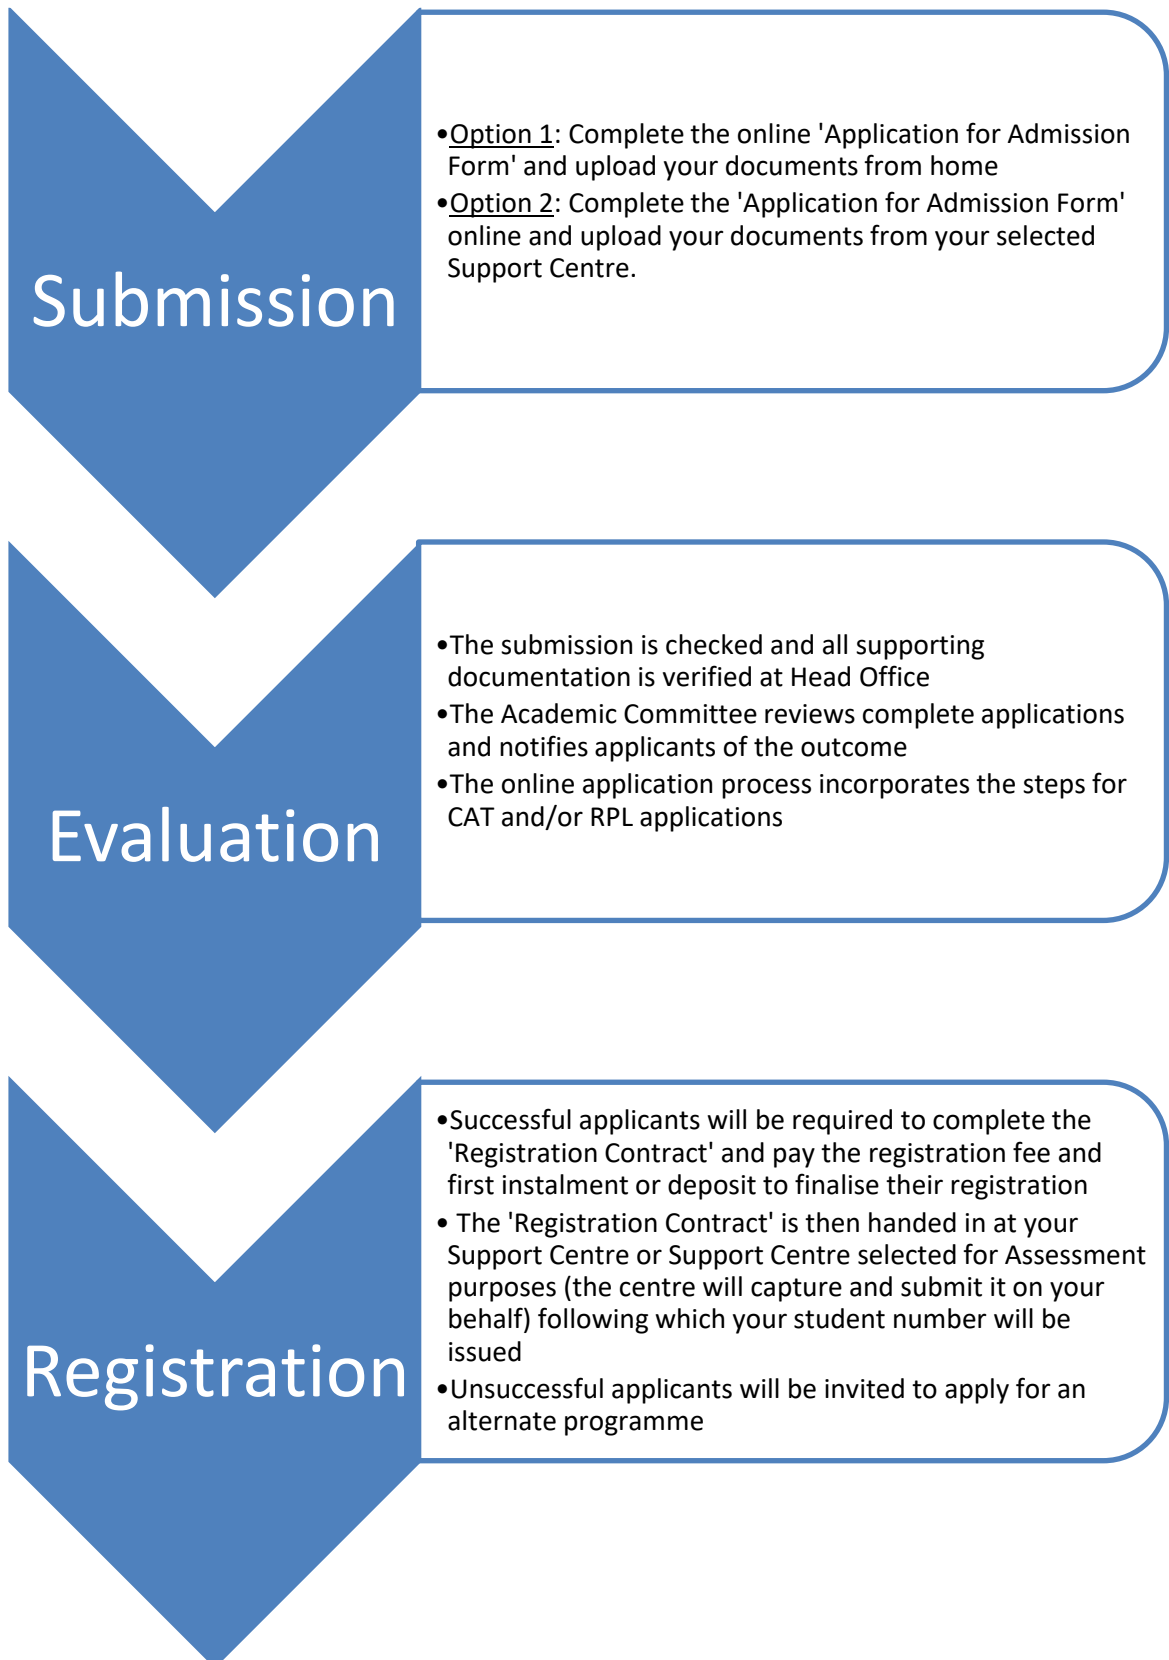 Submission
•Option 1: Complete the online 'Application for Admission
Form' and upload your documents from home
•Option 2: Complete the 'Application for Admission Form'
online and upload your documents from your selected
Support Centre.
Evaluation
•The submission is checked and all supporting
documentation is verified at Head Office
•The Academic Committee reviews complete applications
and notifies applicants of the outcome
•The online application process incorporates the steps for
CAT and/or RPL applications
Registration
•Successful applicants will be required to complete the
'Registration Contract' and pay the registration fee and
first instalment or deposit to finalise their registration
• The 'Registration Contract' is then handed in at your
Support Centre or Support Centre selected for Assessment
purposes (the centre will capture and submit it on your
behalf) following which your student number will be
issued
•Unsuccessful applicants will be invited to apply for an
alternate programme